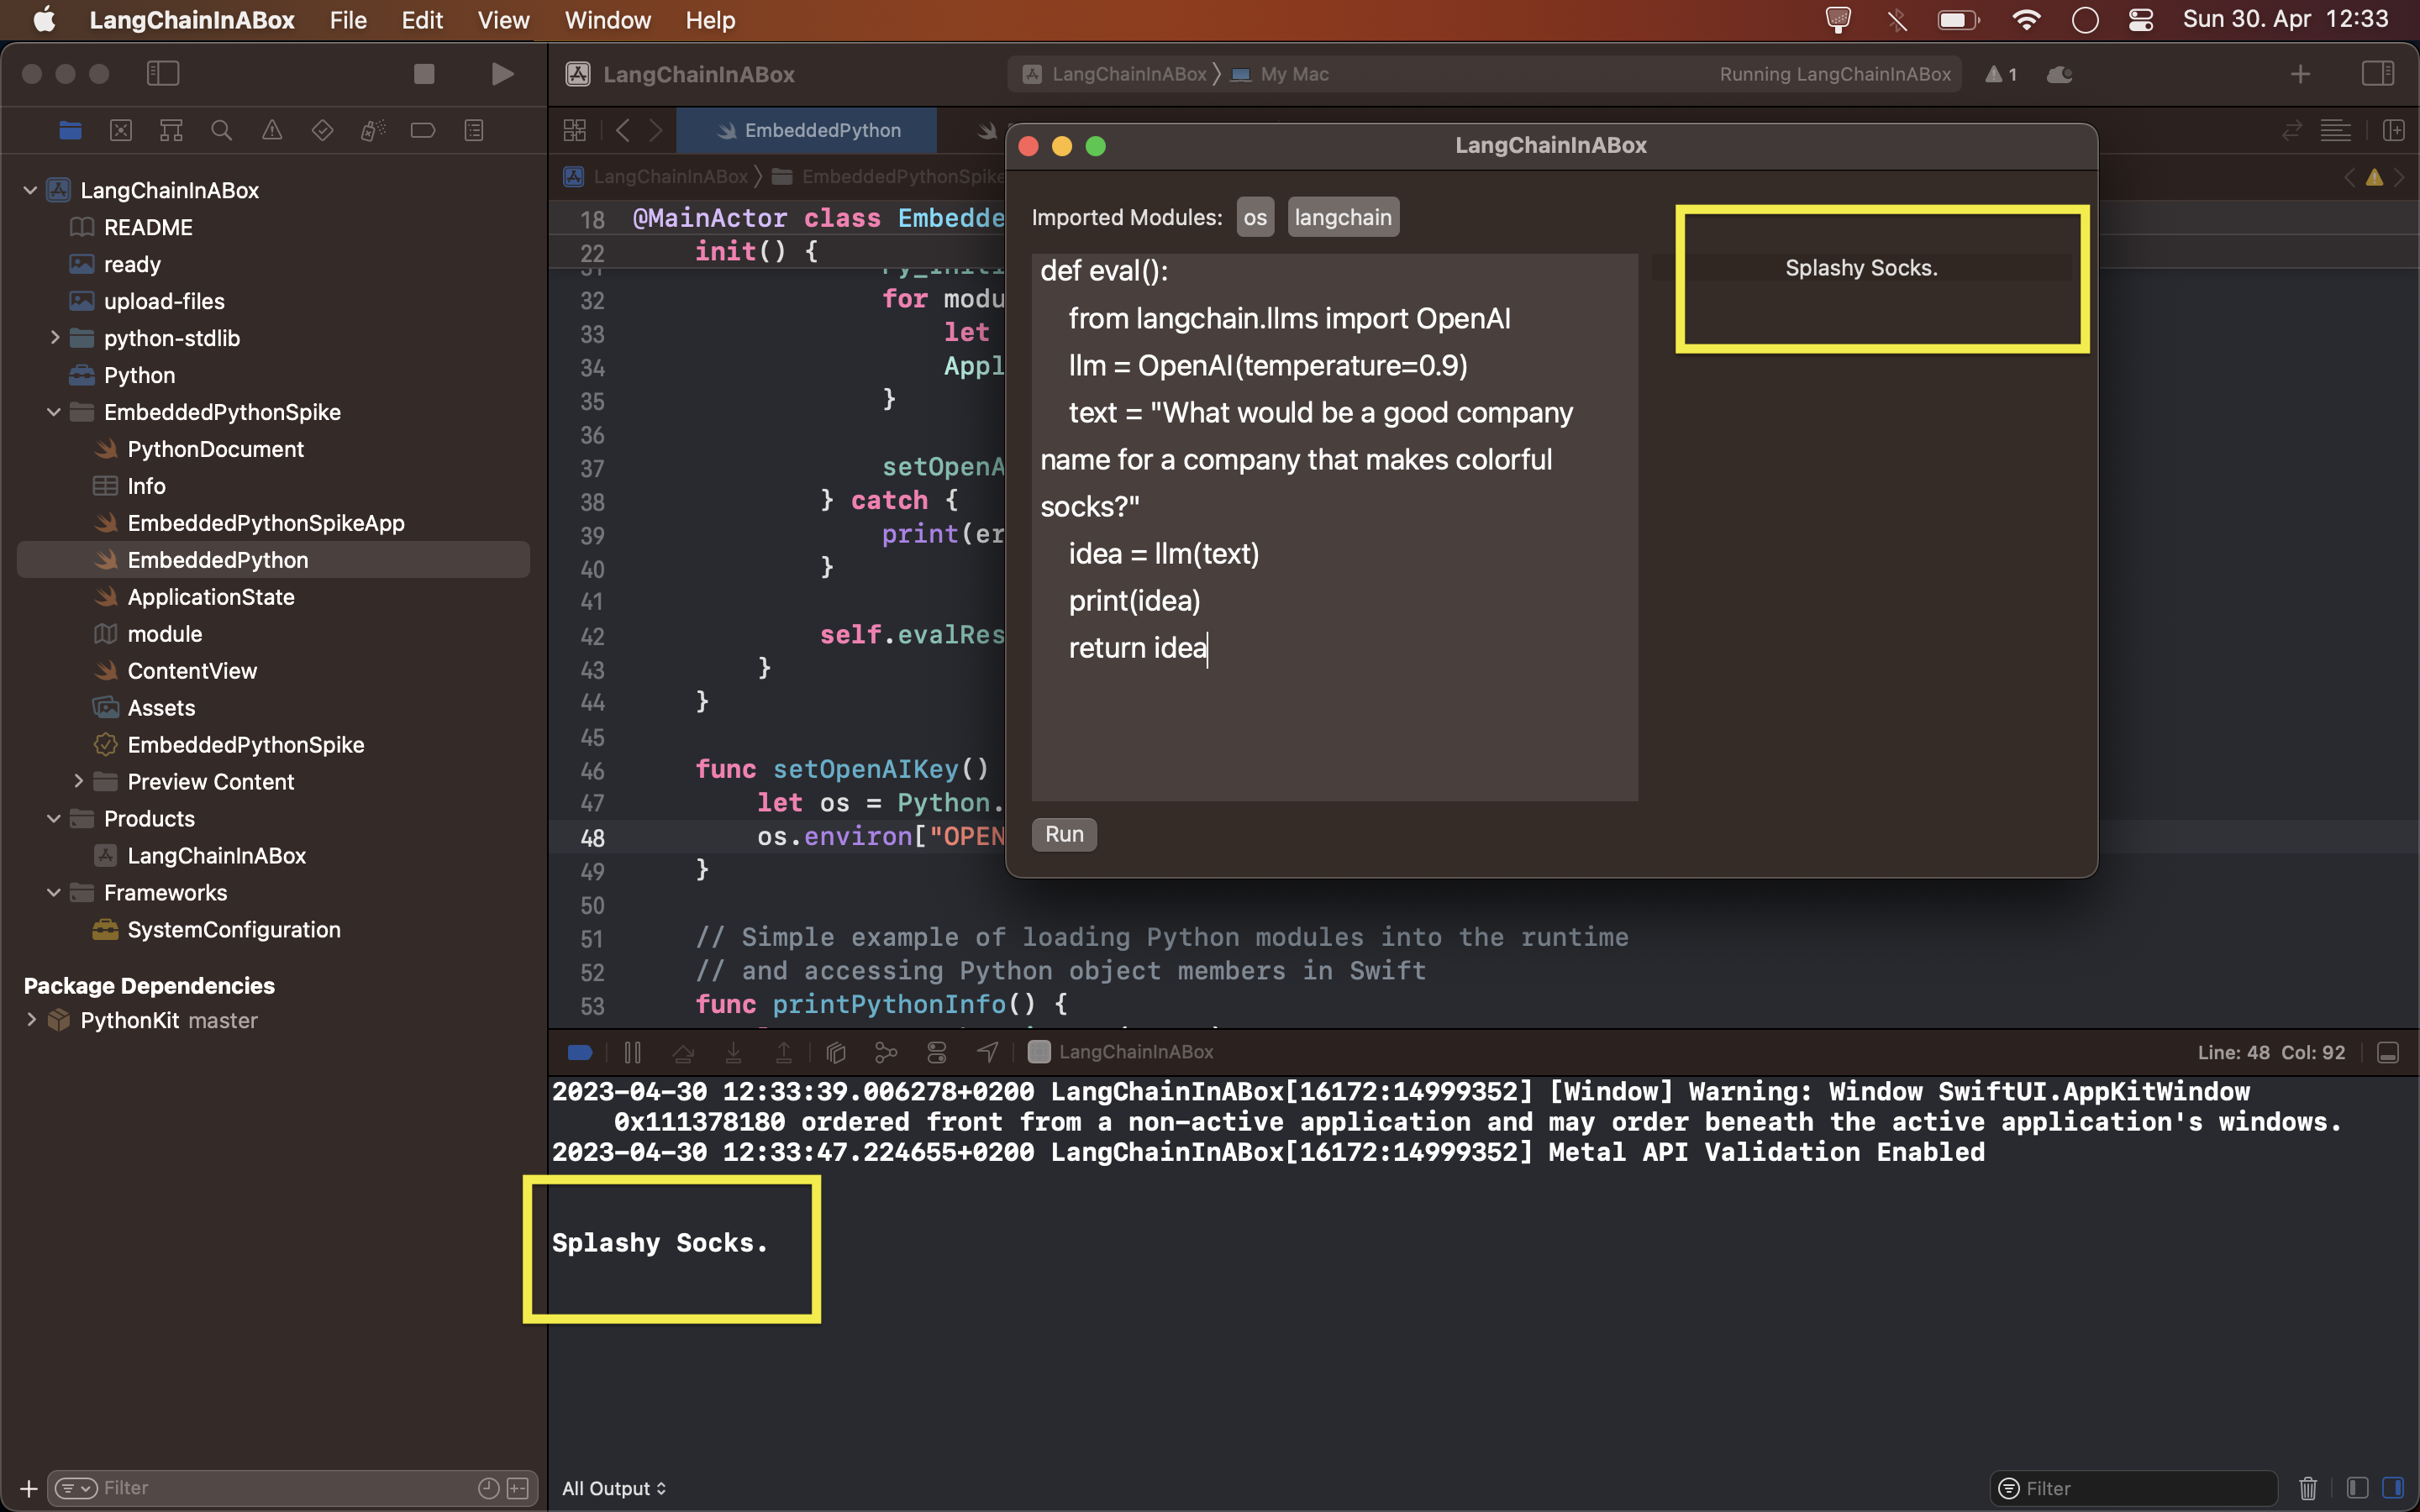 LangChainInABox File Edit View Window Help Sun 30. Apr 12:33
LangChainInABox
LangChainInABox My Mac Running LangChainInABox 1
EmbeddedPython
LangChainInABox EmbeddedPythonSpike
LangChainInABox
README
ready
upload-files
python-stdlib
Python
EmbeddedPythonSpike
PythonDocument
Info
EmbeddedPythonSpikeApp
EmbeddedPython
ApplicationState
module
ContentView
Assets
EmbeddedPythonSpike
Preview Content
Products
LangChainInABox
Frameworks
SystemConfiguration
Package Dependencies
PythonKit master
Filter
18 @MainActor class Embedde
22 init() {
32 for modu
33 let
34 Appl
35 }
36
37 setOpenA
38 } catch {
39 print(er
40 }
41
42 self.evalRes
43 }
44 }
45
46 func setOpenAIKey()
47 let os = Python.
48 os.environ["OPEN
49 }
50
51 // Simple example of loading Python modules into the runtime
52 // and accessing Python object members in Swift
53 func printPythonInfo() {
LangChainInABox
Imported Modules: os langchain
def eval():
from langchain.llms import OpenAI
llm = OpenAI(temperature=0.9)
text = "What would be a good company
name for a company that makes colorful
socks?"
idea = llm(text)
print(idea)
return idea
Run
Splashy Socks.
LangChainInABox Line: 48 Col: 92
2023-04-30 12:33:39.006278+0200 LangChainInABox[16172:14999352] [Window] Warning: Window SwiftUI.AppKitWindow
0x111378180 ordered front from a non-active application and may order beneath the active application's windows.
2023-04-30 12:33:47.224655+0200 LangChainInABox[16172:14999352] Metal API Validation Enabled
Splashy Socks.
All Output Filter